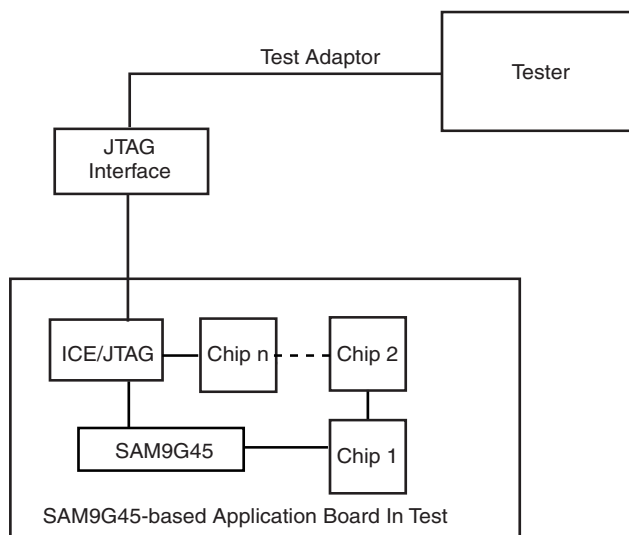 Test Adaptor
Tester
JTAG
Interface
ICE/JTAG
Chip n
Chip 2
SAM9G45
Chip 1
SAM9G45-based Application Board In Test